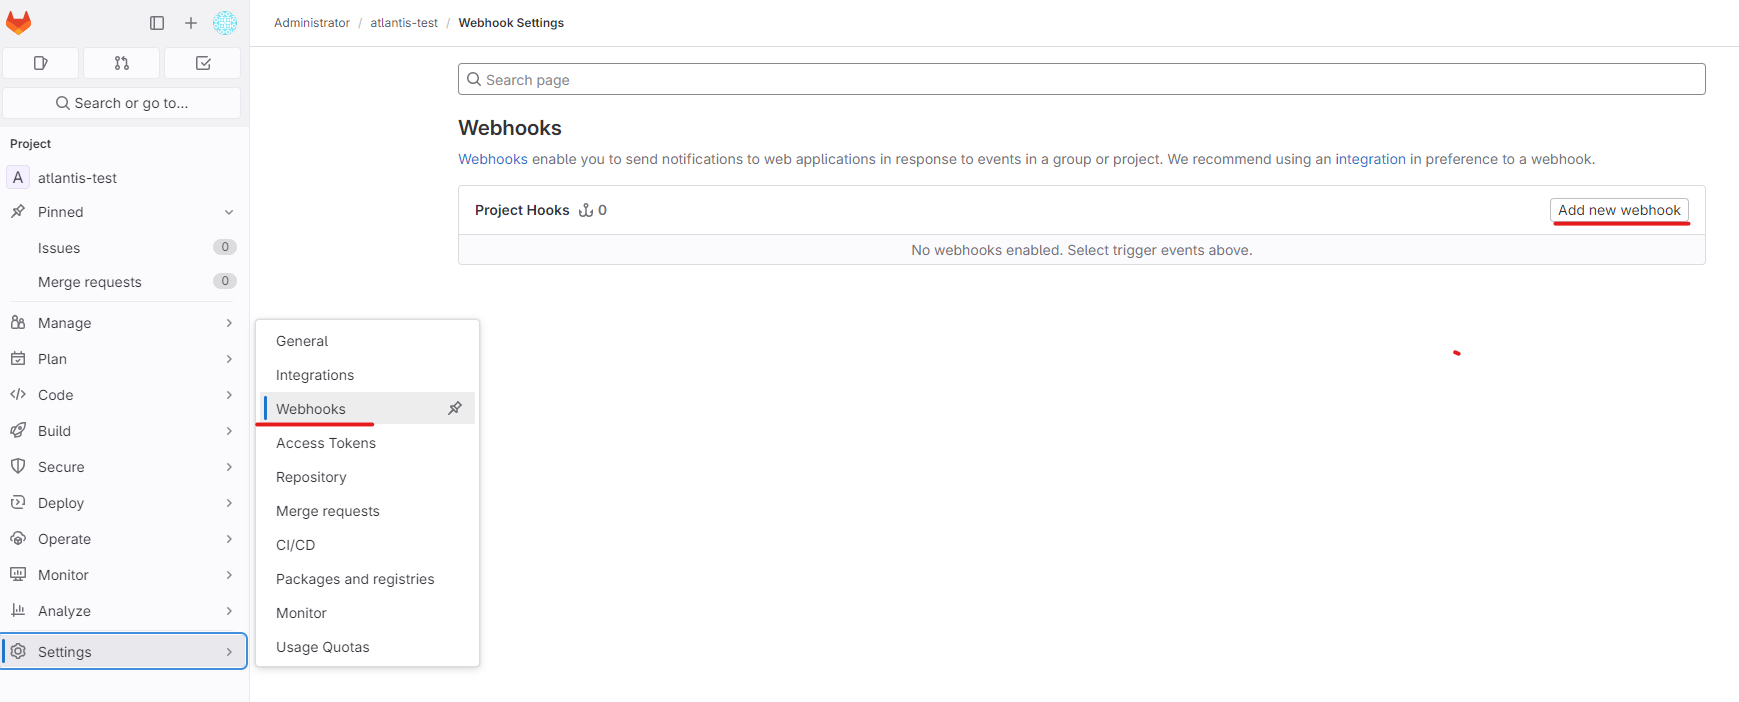 Administrator / atlantis-test / Webhook Settings
Search or go to...
Project
A atlantis-test
Pinned
Issues 0
Merge requests 0
Manage
Plan
Code
Build
Secure
Deploy
Operate
Monitor
Analyze
Settings
General
Integrations
Webhooks
Access Tokens
Repository
Merge requests
CI/CD
Packages and registries
Monitor
Usage Quotas
Search page
Webhooks
Webhooks enable you to send notifications to web applications in response to events in a group or project. We recommend using an integration in preference to a webhook.
Project Hooks 0
Add new webhook
No webhooks enabled. Select trigger events above.